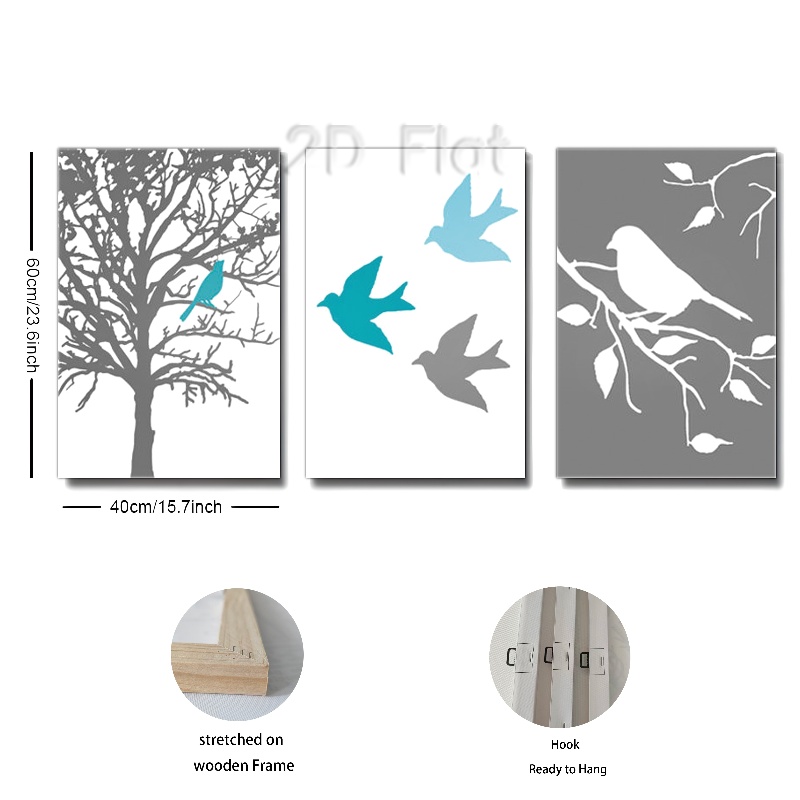 2D Flat
60cm/23.6inch
40cm/15.7inch
stretched on
wooden Frame
Hook
Ready to Hang